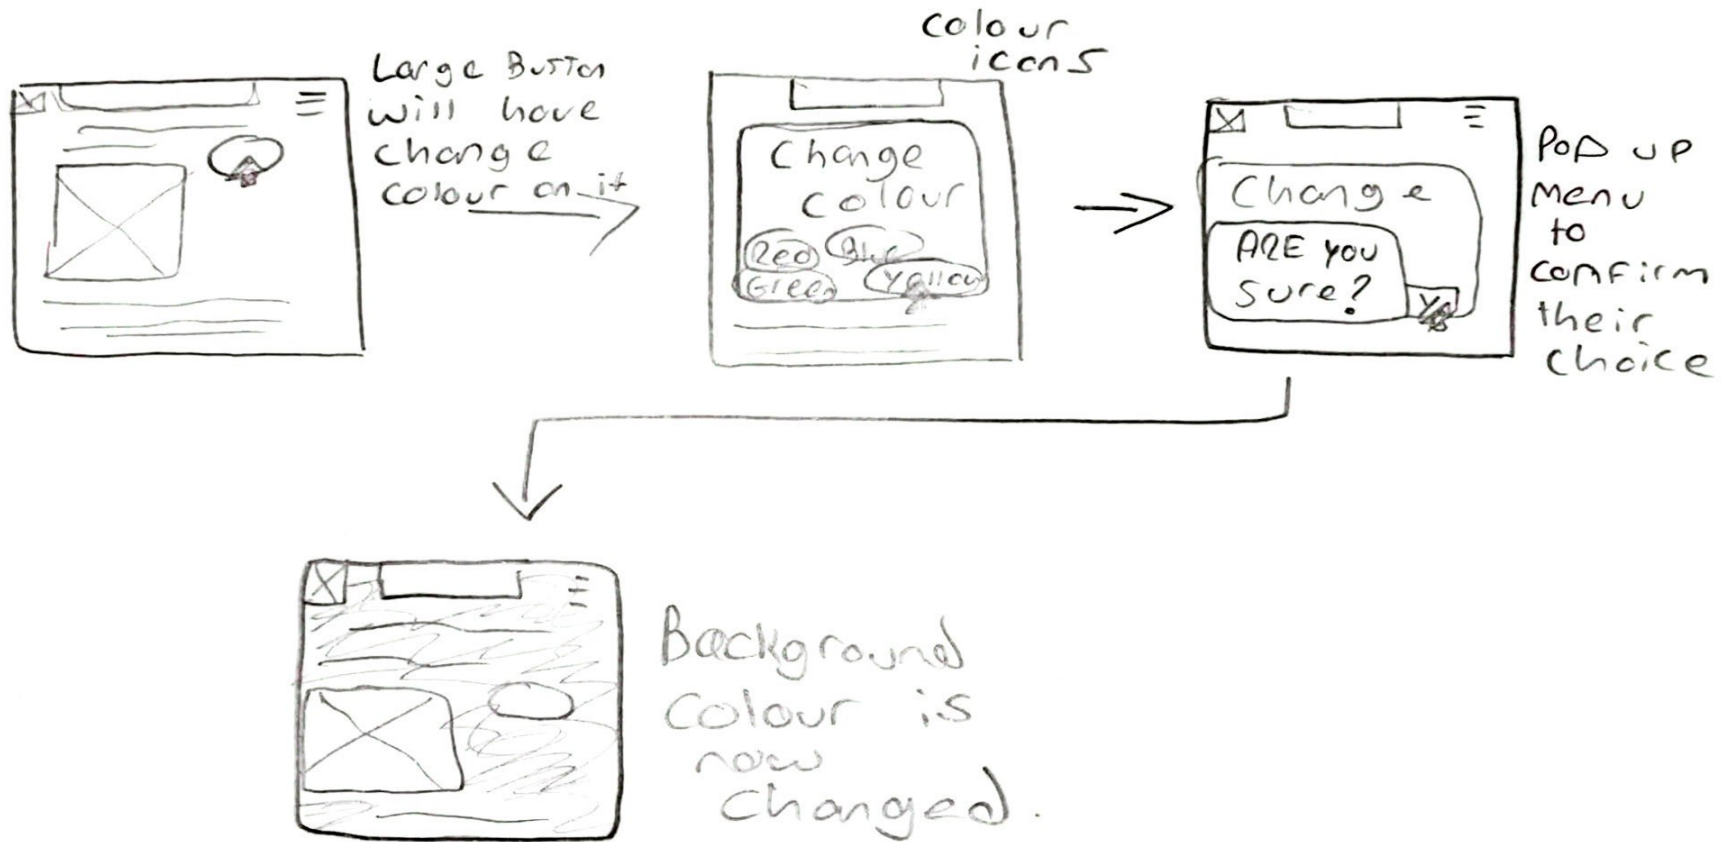 Large Button
will have
change
colour on it
colour
icons
Change
colour
Red Blue
Green Yellow
Change
ARE you
sure?
Pop up
menu
to
confirm
their
choice
Background
colour is
now
changed.